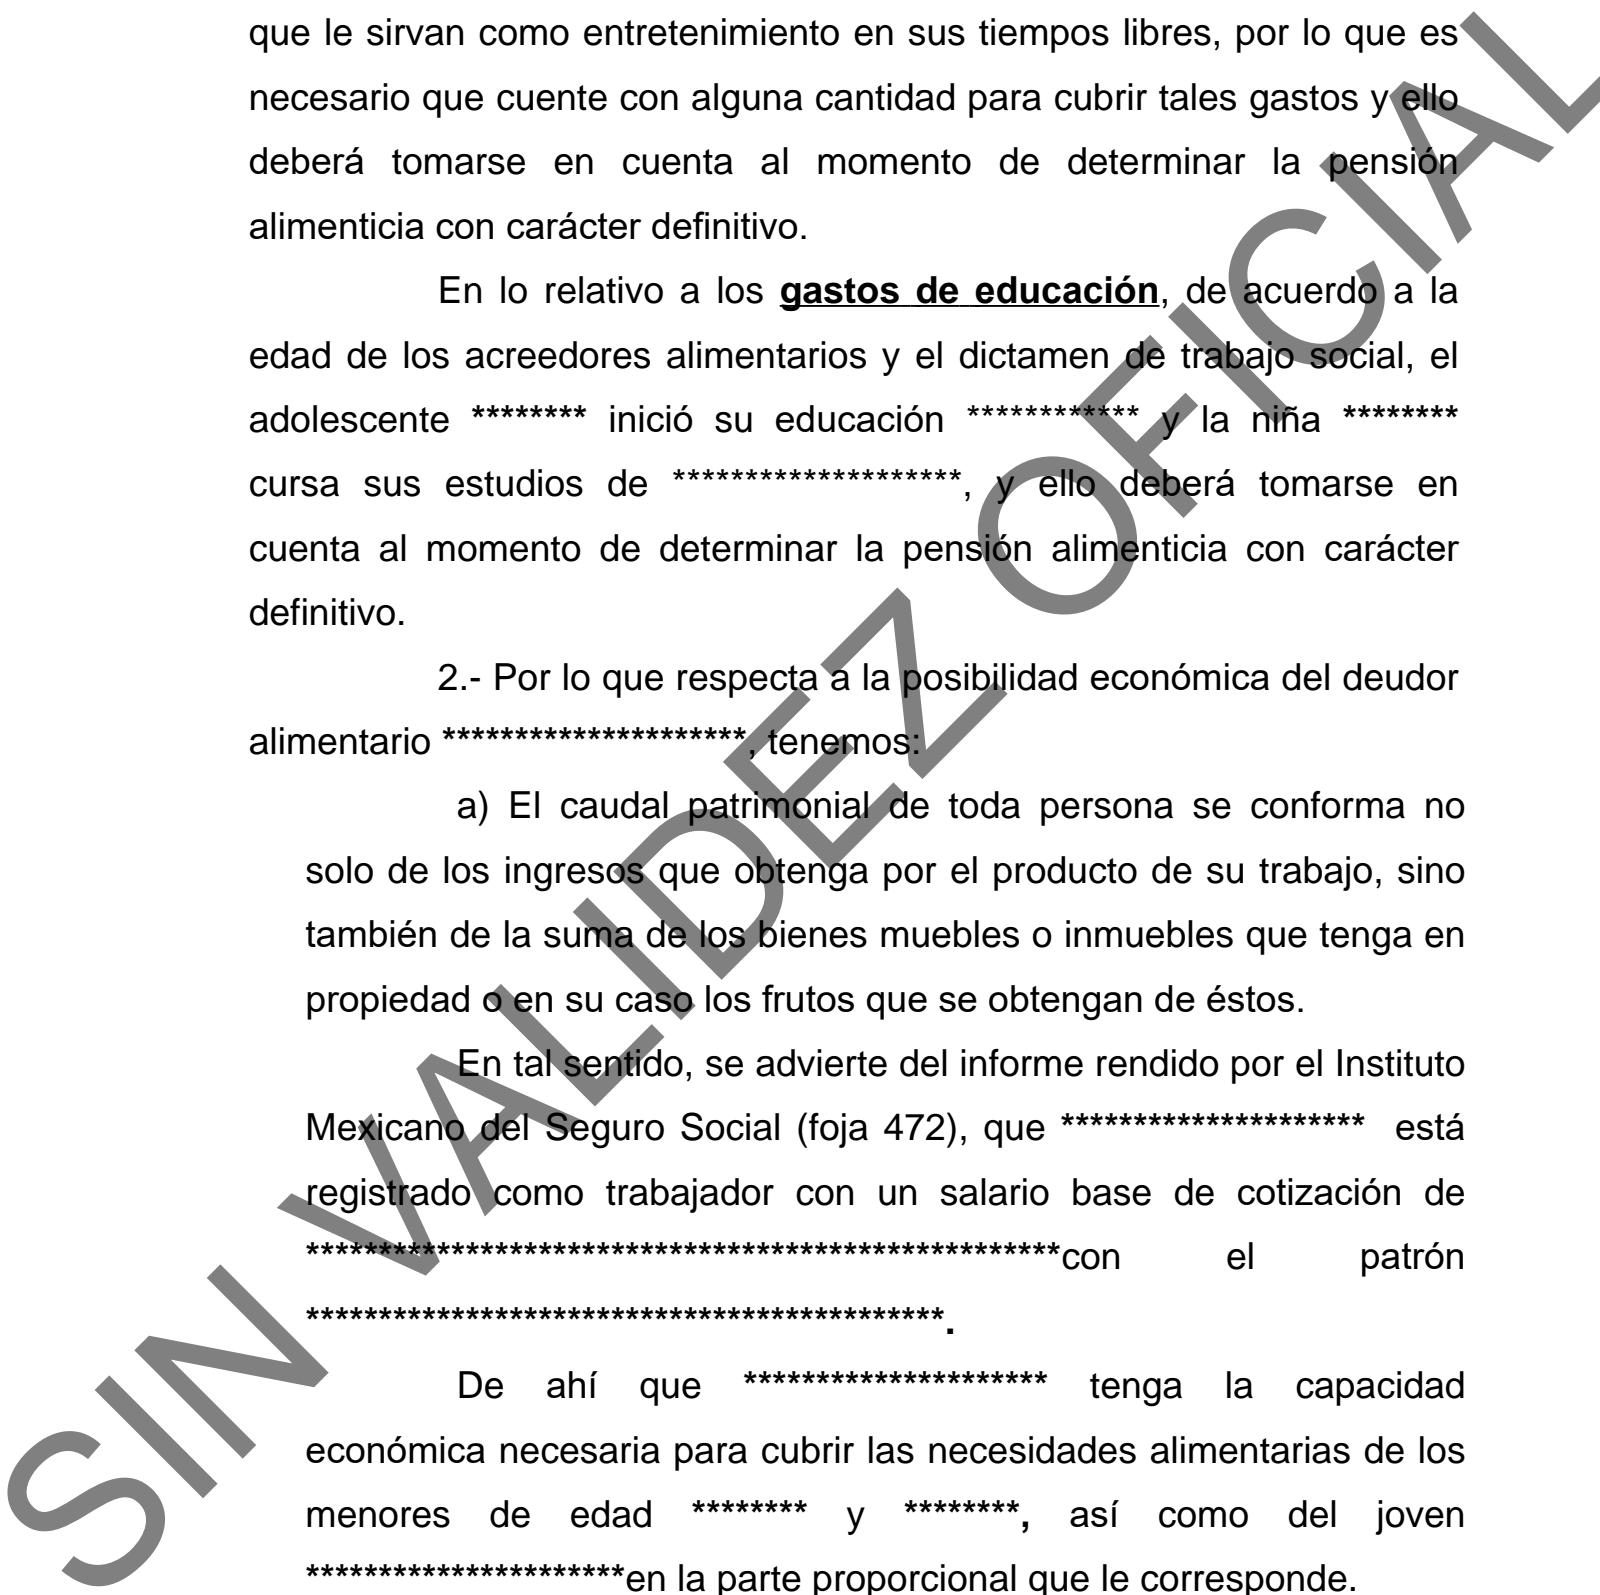 que le sirvan como entretenimiento en sus tiempos libres, por lo que es
necesario que cuente con alguna cantidad para cubrir tales gastos y ello
deberá tomarse en cuenta al momento de determinar la pensión
alimenticia con carácter definitivo.
En lo relativo a los gastos de educación, de acuerdo a la
edad de los acreedores alimentarios y el dictamen de trabajo social, el
adolescente ******** inició su educación ************ y la niña ********
cursa sus estudios de ********************, y ello deberá tomarse en
cuenta al momento de determinar la pensión alimenticia con carácter
definitivo.
2.- Por lo que respecta a la posibilidad económica del deudor
alimentario *********************, tenemos:
a) El caudal patrimonial de toda persona se conforma no
solo de los ingresos que obtenga por el producto de su trabajo, sino
también de la suma de los bienes muebles o inmuebles que tenga en
propiedad o en su caso los frutos que se obtengan de éstos.
En tal sentido, se advierte del informe rendido por el Instituto
Mexicano del Seguro Social (foja 472), que ********************* está
registrado como trabajador con un salario base de cotización de
****************************************************con el patrón
********************************************.
De ahí que ********************* tenga la capacidad
económica necesaria para cubrir las necesidades alimentarias de los
menores de edad ******** y ********, así como del joven
**********************en la parte proporcional que le corresponde.
SIN VALIDEZ OFICIAL